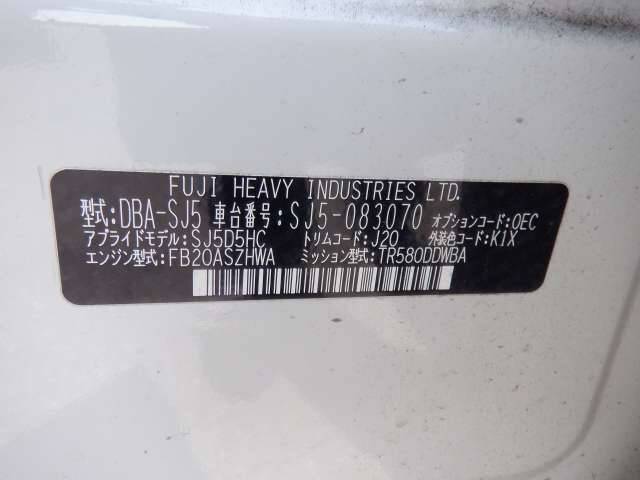 FUJI HEAVY INDUSTRIES LTD.
型式:DBA-SJ5 車台番号:SJ5-083070 オプションコード:OEC
アプライドモデル:SJ5D5HC トリムコード:J20 外装色コード:K1X
エンジン型式:FB20ASZHWA ミッション型式:TR580DDWBA